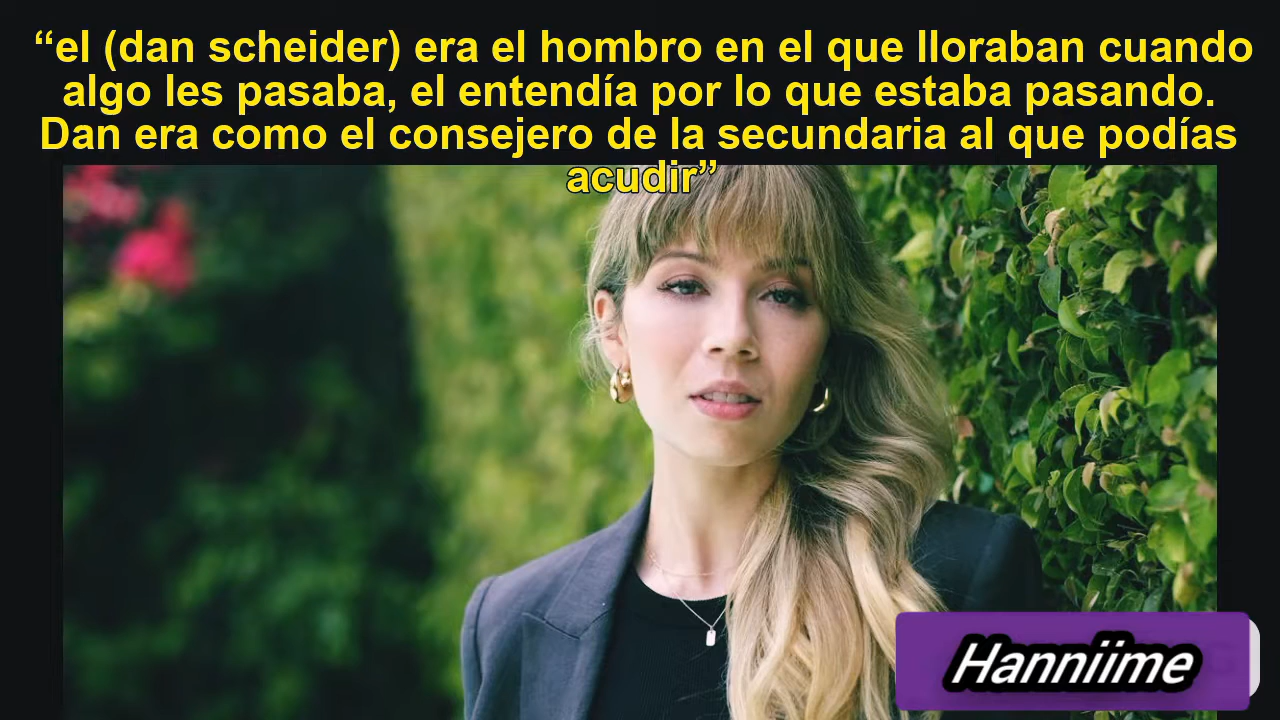 “el (dan scheider) era el hombro en el que lloraban cuando
algo les pasaba, el entendía por lo que estaba pasando.
Dan era como el consejero de la secundaria al que podías
acudir”
Hanniime